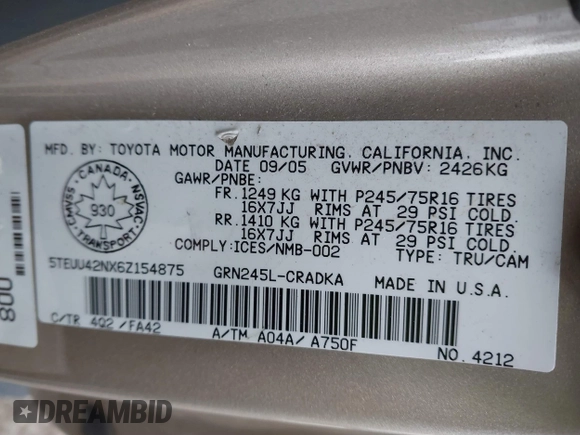 MFD. BY: TOYOTA MOTOR MANUFACTURING, CALIFORNIA, INC.
DATE 09/05 GVWR/PNBV: 2426KG
GAWR/PNBE:
FR. 1249 KG WITH P245/75R16 TIRES
16X7JJ RIMS AT 29 PSI COLD.
RR. 1410 KG WITH P245/75R16 TIRES
16X7JJ RIMS AT 29 PSI COLD.
COMPLY: ICES/NMB-002 TYPE: TRU/CAM
CMVSS · CANADA · NSVAC
930
TRANSPORT
5TEUU42NX6Z154875 GRN245L-CRADKA MADE IN U.S.A.
C/TR 4Q2 /FA42 A/TM A04A/ A750F NO. 4212
008
DREAMBID